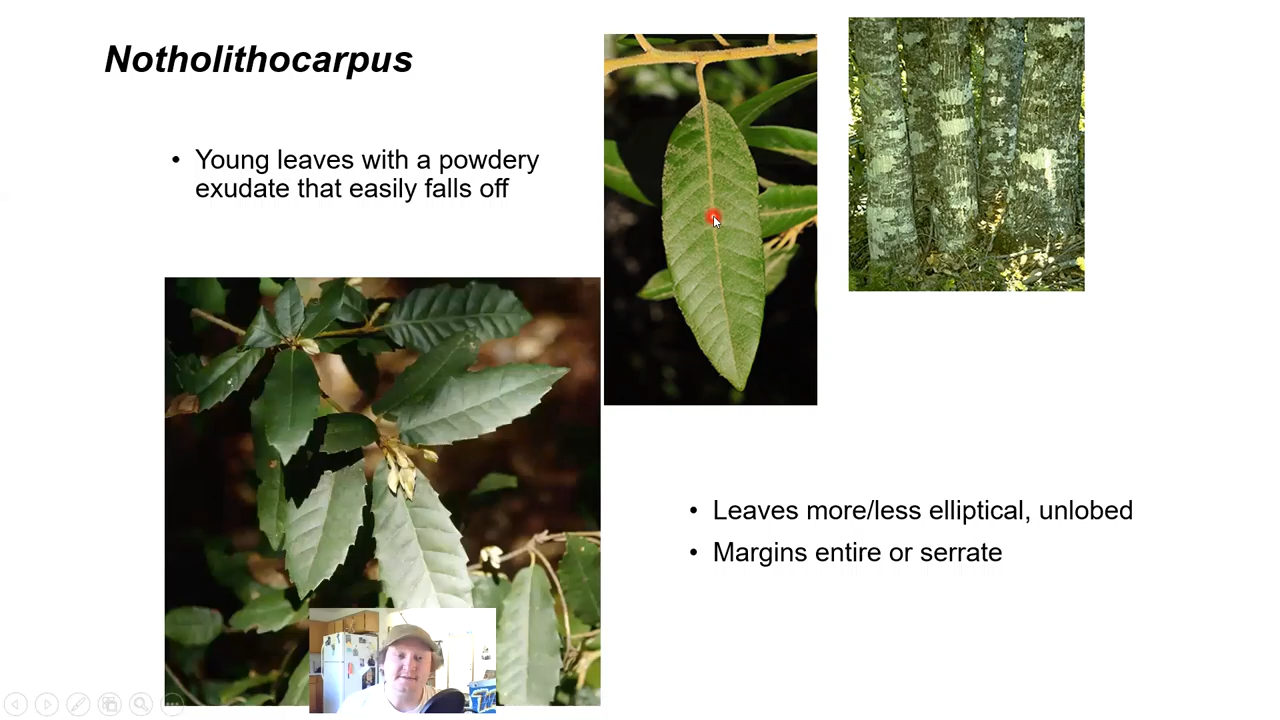 Notholithocarpus
• Young leaves with a powdery
exudate that easily falls off
• Leaves more/less elliptical, unlobed
• Margins entire or serrate